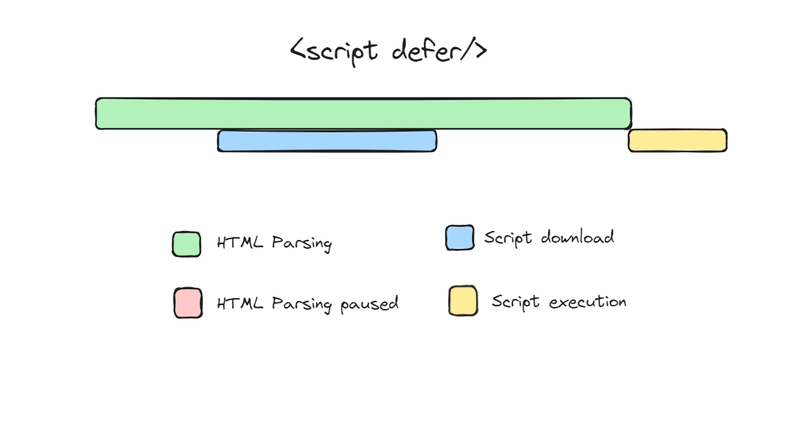 <script defer/>
HTML Parsing
Script download
HTML Parsing paused
Script execution